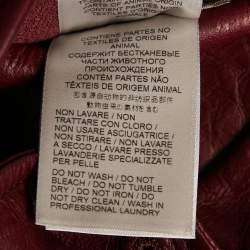 CONTIENE PARTES NO
TEXTILES DE ORIGEN
ANIMAL
СОДЕРЖИТ БЕСТКАНЕВЫЕ
ЧАСТИ ЖИВОТНОГО
ПРОИСХОЖДЕНИЯ
CONTÉM PARTES NÃO
TÊXTEIS DE ORIGEM ANIMAL
NON LAVARE / NON
TRATTARE CON CLORO /
NON USARE ASCIUGATRICE /
NON STIRARE / NON LAVARE
A SECCO / LAVARE PRESSO
LAVANDERIE SPECIALIZZATE
PER PELLE
DO NOT WASH / DO NOT
BLEACH / DO NOT TUMBLE
DRY / DO NOT IRON / DO
NOT DRY CLEAN / WASH IN
PROFESSIONAL LAUNDRY